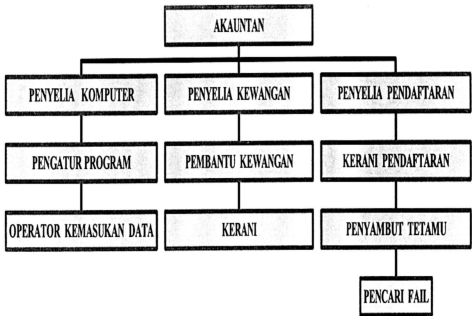 AKAUNTAN
PENYELIA KOMPUTER
PENYELIA KEWANGAN
PENYELIA PENDAFTARAN
PENGATUR PROGRAM
PEMBANTU KEWANGAN
KERANI PENDAFTARAN
OPERATOR KEMASUKAN DATA
KERANI
PENYAMBUT TETAMU
PENCARI FAIL